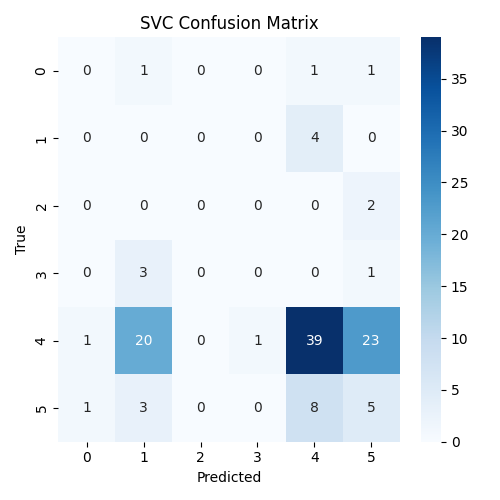 SVC Confusion Matrix
True
0 0 1 0 0 1 1
1 0 0 0 0 4 0
2 0 0 0 0 0 2
3 0 3 0 0 0 1
4 1 20 0 1 39 23
5 1 3 0 0 8 5
0 1 2 3 4 5
Predicted
35
30
25
20
15
10
5
0